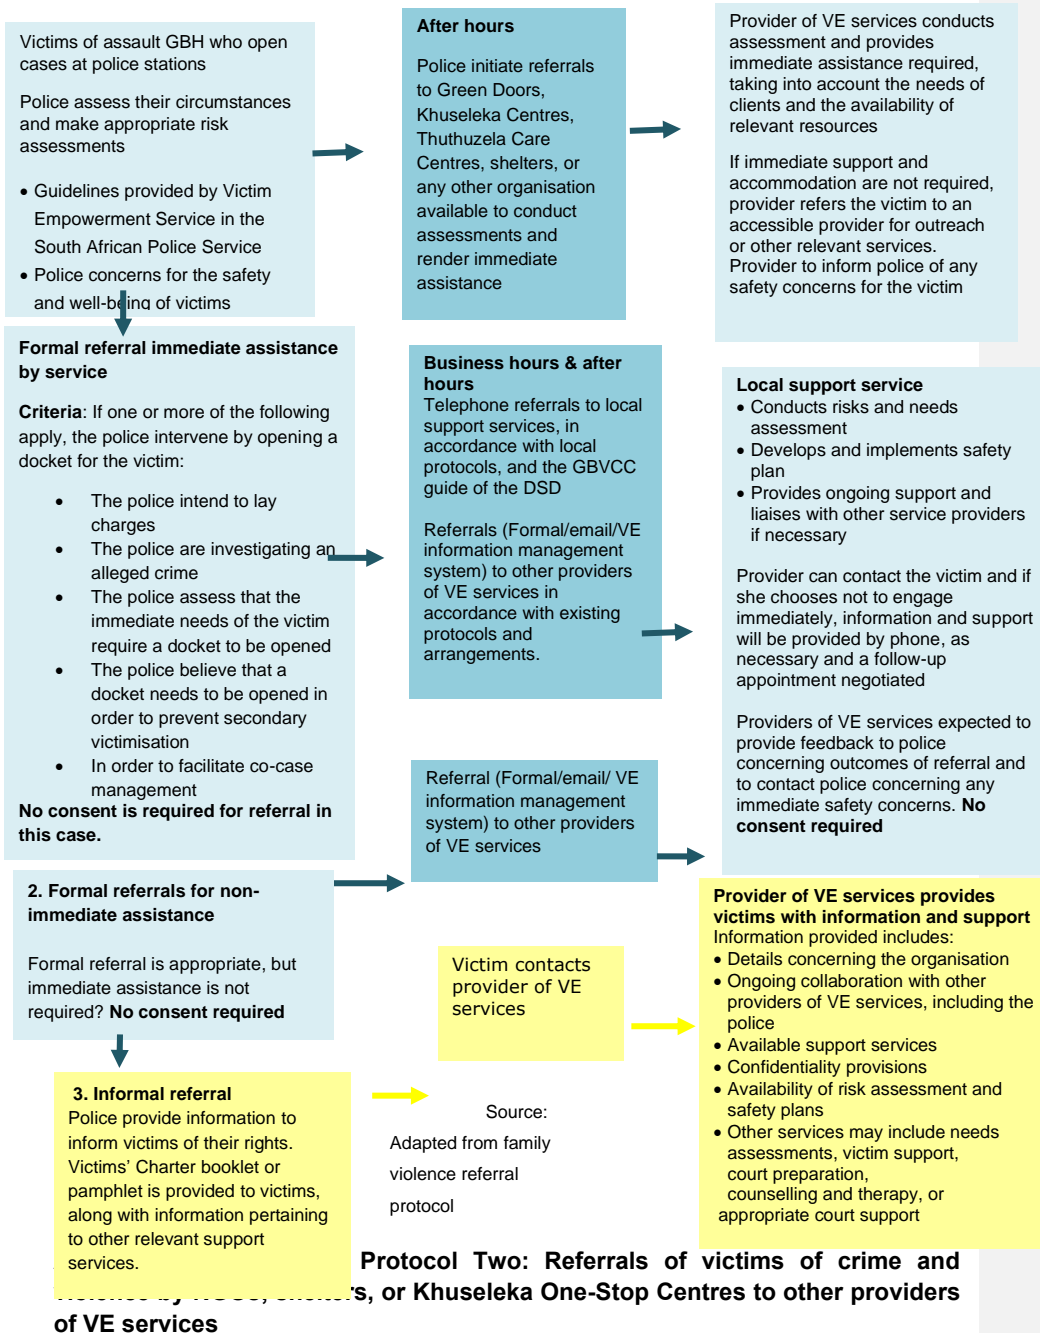 Victims of assault GBH who open
cases at police stations
Police assess their circumstances
and make appropriate risk
assessments
• Guidelines provided by Victim
Empowerment Service in the
South African Police Service
• Police concerns for the safety
and well-being of victims
After hours
Police initiate referrals
to Green Doors,
Khuseleka Centres,
Thuthuzela Care
Centres, shelters, or
any other organisation
available to conduct
assessments and
render immediate
assistance
Provider of VE services conducts
assessment and provides
immediate assistance required,
taking into account the needs of
clients and the availability of
relevant resources
If immediate support and
accommodation are not required,
provider refers the victim to an
accessible provider for outreach
or other relevant services.
Provider to inform police of any
safety concerns for the victim
Formal referral immediate assistance
by service
Criteria: If one or more of the following
apply, the police intervene by opening a
docket for the victim:
• The police intend to lay
charges
• The police are investigating an
alleged crime
• The police assess that the
immediate needs of the victim
require a docket to be opened
• The police believe that a
docket needs to be opened in
order to prevent secondary
victimisation
• In order to facilitate co-case
management
No consent is required for referral in
this case.
Business hours & after
hours
Telephone referrals to local
support services, in
accordance with local
protocols, and the GBVCC
guide of the DSD
Referrals (Formal/email/VE
information management
system) to other providers
of VE services in
accordance with existing
protocols and
arrangements.
Local support service
• Conducts risks and needs
assessment
• Develops and implements safety
plan
• Provides ongoing support and
liaises with other service providers
if necessary
Provider can contact the victim and if
she chooses not to engage
immediately, information and support
will be provided by phone, as
necessary and a follow-up
appointment negotiated
Providers of VE services expected to
provide feedback to police
concerning outcomes of referral and
to contact police concerning any
immediate safety concerns. No
consent required
Referral (Formal/email/ VE
information management
system) to other providers
of VE services
2. Formal referrals for non-
immediate assistance
Formal referral is appropriate, but
immediate assistance is not
required? No consent required
Victim contacts
provider of VE
services
Provider of VE services provides
victims with information and support
Information provided includes:
• Details concerning the organisation
• Ongoing collaboration with other
providers of VE services, including the
police
• Available support services
• Confidentiality provisions
• Availability of risk assessment and
safety plans
• Other services may include needs
assessments, victim support,
court preparation,
counselling and therapy, or
appropriate court support
3. Informal referral
Police provide information to
inform victims of their rights.
Victims’ Charter booklet or
pamphlet is provided to victims,
along with information pertaining
to other relevant support
services.
Source:
Adapted from family
violence referral
protocol
Protocol Two: Referrals of victims of crime and
or Khuseleka One-Stop Centres to other providers
of VE services